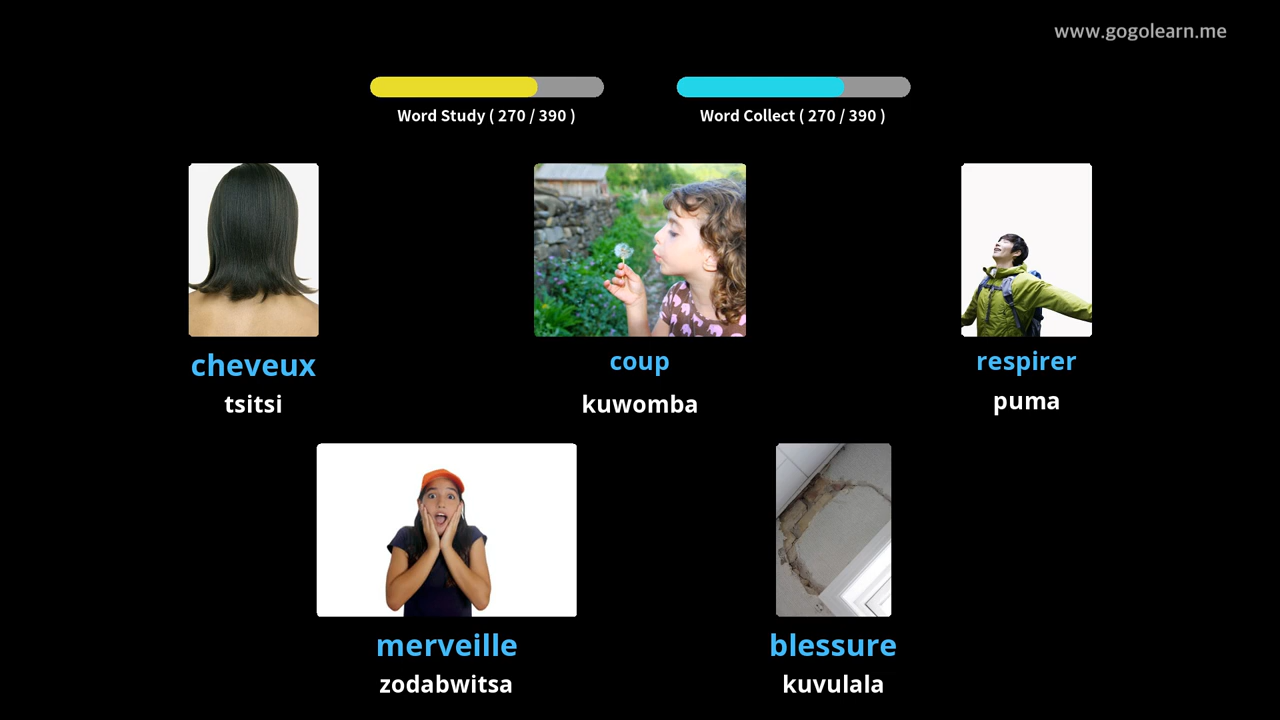 www.gogolearn.me
Word Study ( 270 / 390 )
Word Collect ( 270 / 390 )
cheveux
tsitsi
coup
kuwomba
respirer
puma
merveille
zodabwitsa
blessure
kuvulala